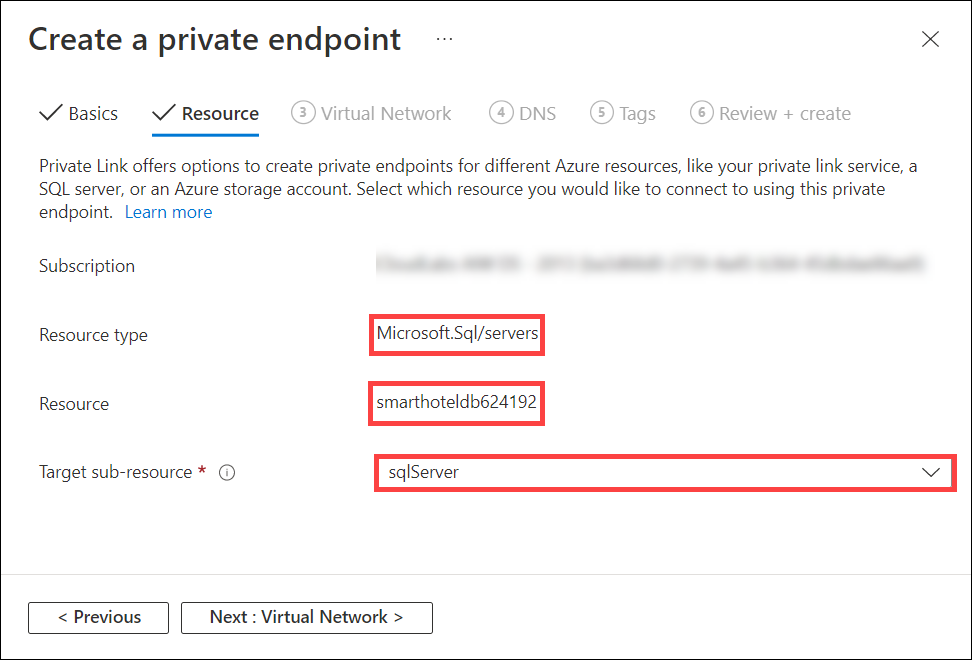 Create a private endpoint ...
Basics Resource 3 Virtual Network 4 DNS 5 Tags 6 Review + create
Private Link offers options to create private endpoints for different Azure resources, like your private link service, a
SQL server, or an Azure storage account. Select which resource you would like to connect to using this private
endpoint. Learn more
Subscription
Resource type Microsoft.Sql/servers
Resource smarthoteldb624192
Target sub-resource * sqlServer
< Previous Next : Virtual Network >